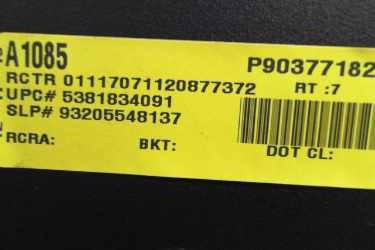 A1085 P90377182
RCTR 01117071120877372 RT :7
UPC# 5381834091
SLP# 93205548137
RCRA: BKT: DOT CL: